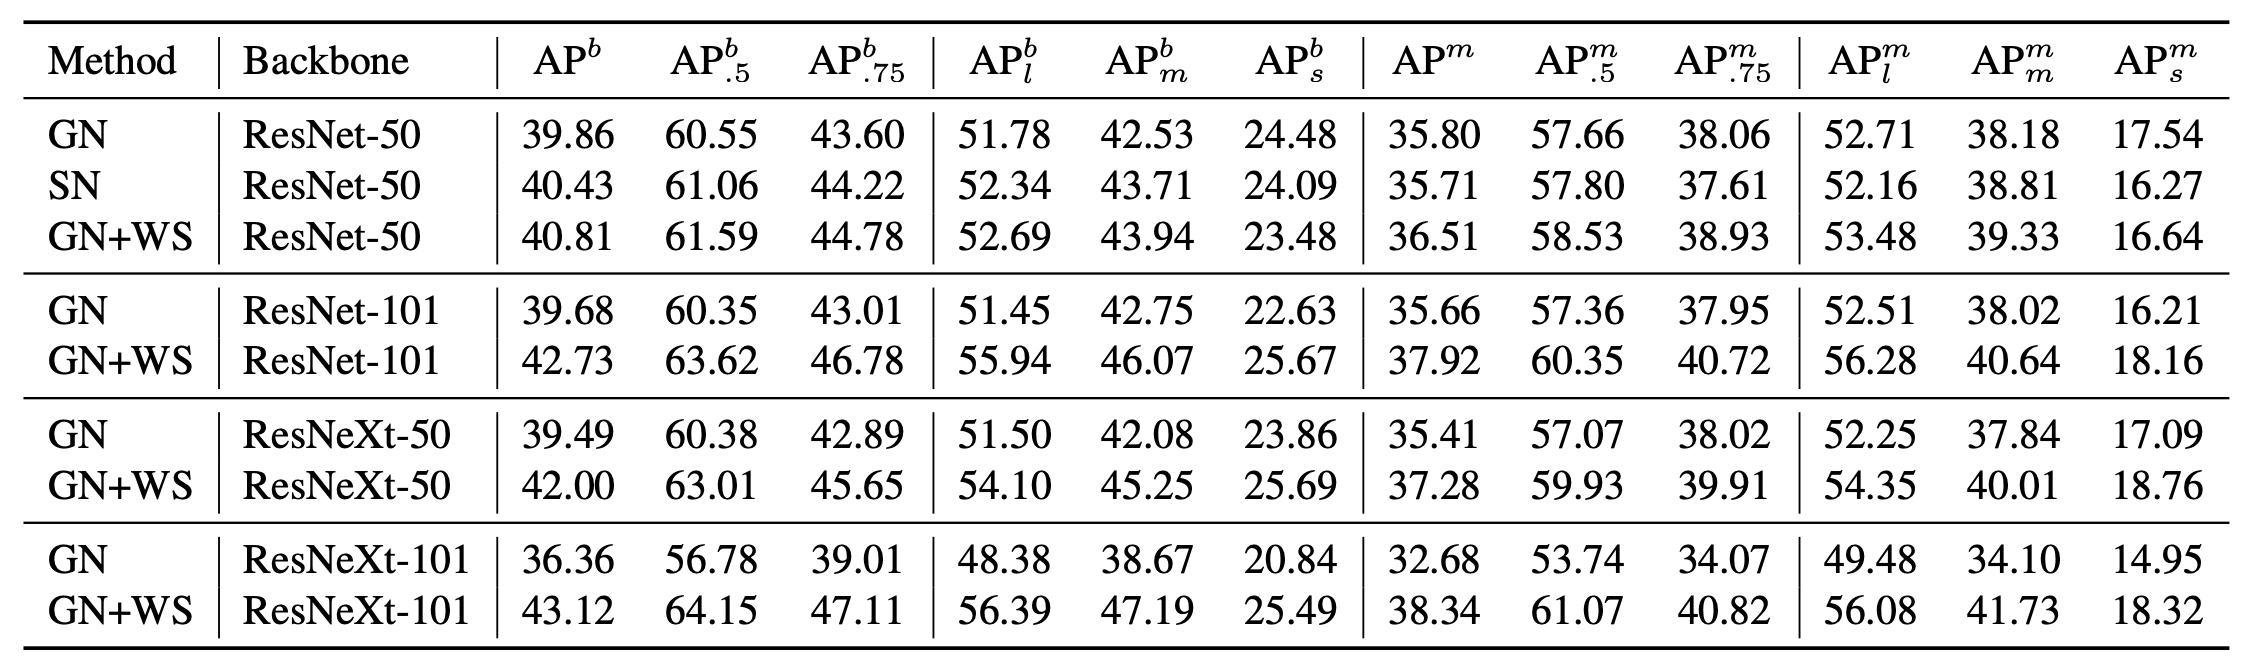 Method Backbone AP^b AP^b_.5 AP^b_.75 AP^b_l AP^b_m AP^b_s AP^m AP^m_.5 AP^m_.75 AP^m_l AP^m_m AP^m_s
GN ResNet-50 39.86 60.55 43.60 51.78 42.53 24.48 35.80 57.66 38.06 52.71 38.18 17.54
SN ResNet-50 40.43 61.06 44.22 52.34 43.71 24.09 35.71 57.80 37.61 52.16 38.81 16.27
GN+WS ResNet-50 40.81 61.59 44.78 52.69 43.94 23.48 36.51 58.53 38.93 53.48 39.33 16.64
GN ResNet-101 39.68 60.35 43.01 51.45 42.75 22.63 35.66 57.36 37.95 52.51 38.02 16.21
GN+WS ResNet-101 42.73 63.62 46.78 55.94 46.07 25.67 37.92 60.35 40.72 56.28 40.64 18.16
GN ResNeXt-50 39.49 60.38 42.89 51.50 42.08 23.86 35.41 57.07 38.02 52.25 37.84 17.09
GN+WS ResNeXt-50 42.00 63.01 45.65 54.10 45.25 25.69 37.28 59.93 39.91 54.35 40.01 18.76
GN ResNeXt-101 36.36 56.78 39.01 48.38 38.67 20.84 32.68 53.74 34.07 49.48 34.10 14.95
GN+WS ResNeXt-101 43.12 64.15 47.11 56.39 47.19 25.49 38.34 61.07 40.82 56.08 41.73 18.32